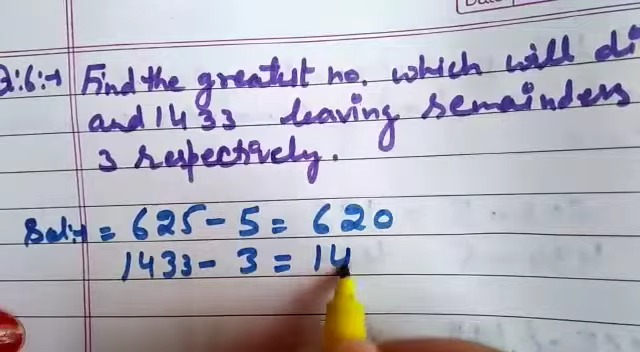 Q:6:→ Find the greatest no. which will di
and 1433 leaving remainders
3 respectively.
Sol:→ = 625 - 5 = 620
1433 - 3 = 14